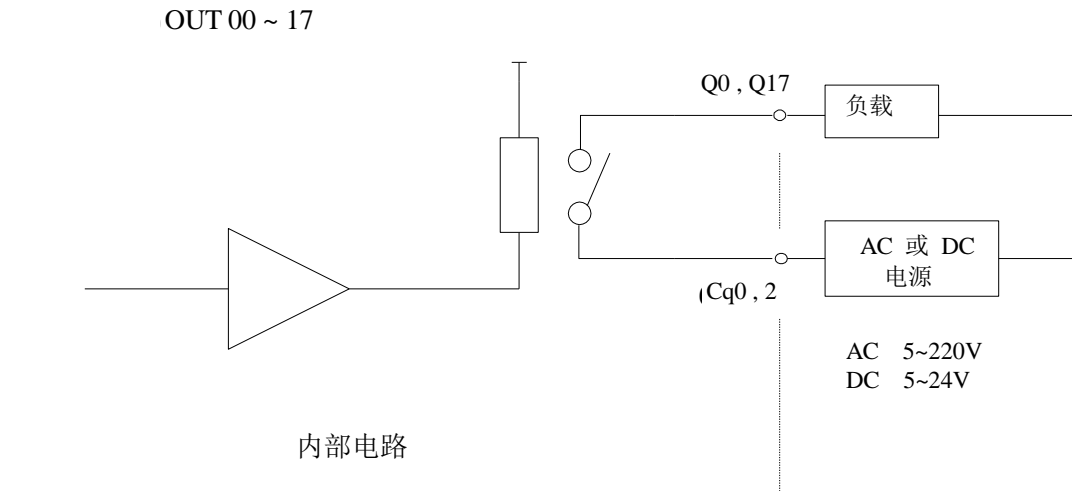 OUT 00 ~ 17
Q0 , Q17
负载
AC 或 DC
电源
Cq0 , 2
AC 5~220V
DC 5~24V
内部电路